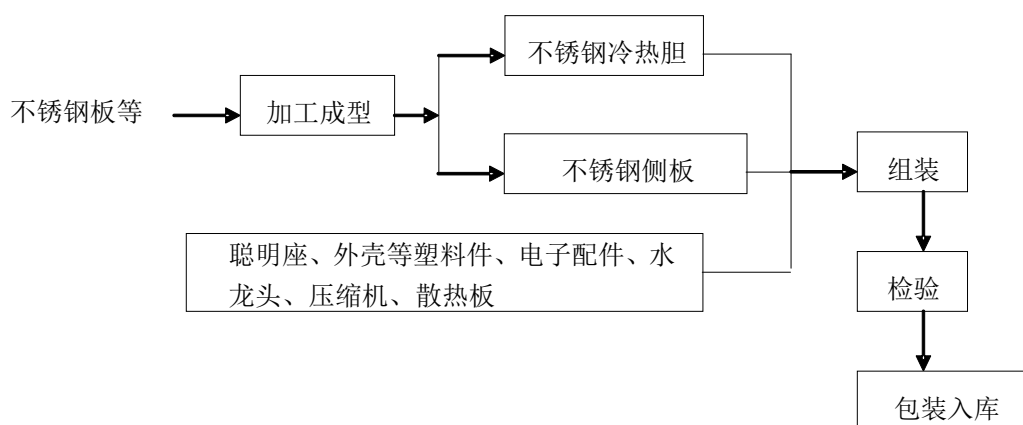 不锈钢板等
加工成型
不锈钢冷热胆
不锈钢侧板
聪明座、外壳等塑料件、电子配件、水
龙头、压缩机、散热板
组装
检验
包装入库